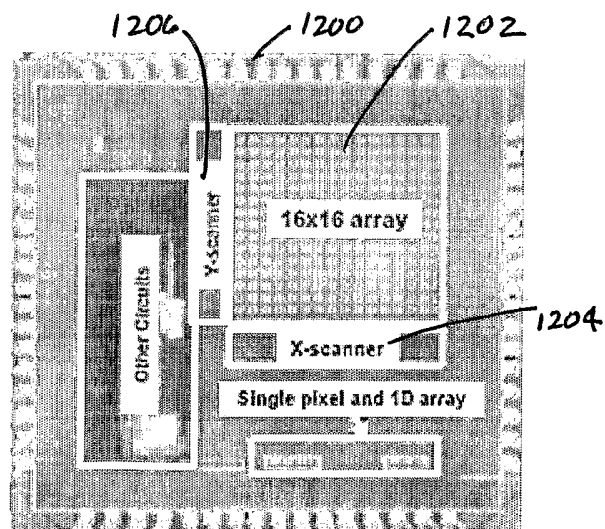 1206
1200
1202
16x16 array
Y-scanner
Other Circuits
X-scanner
1204
Single pixel and 1D array